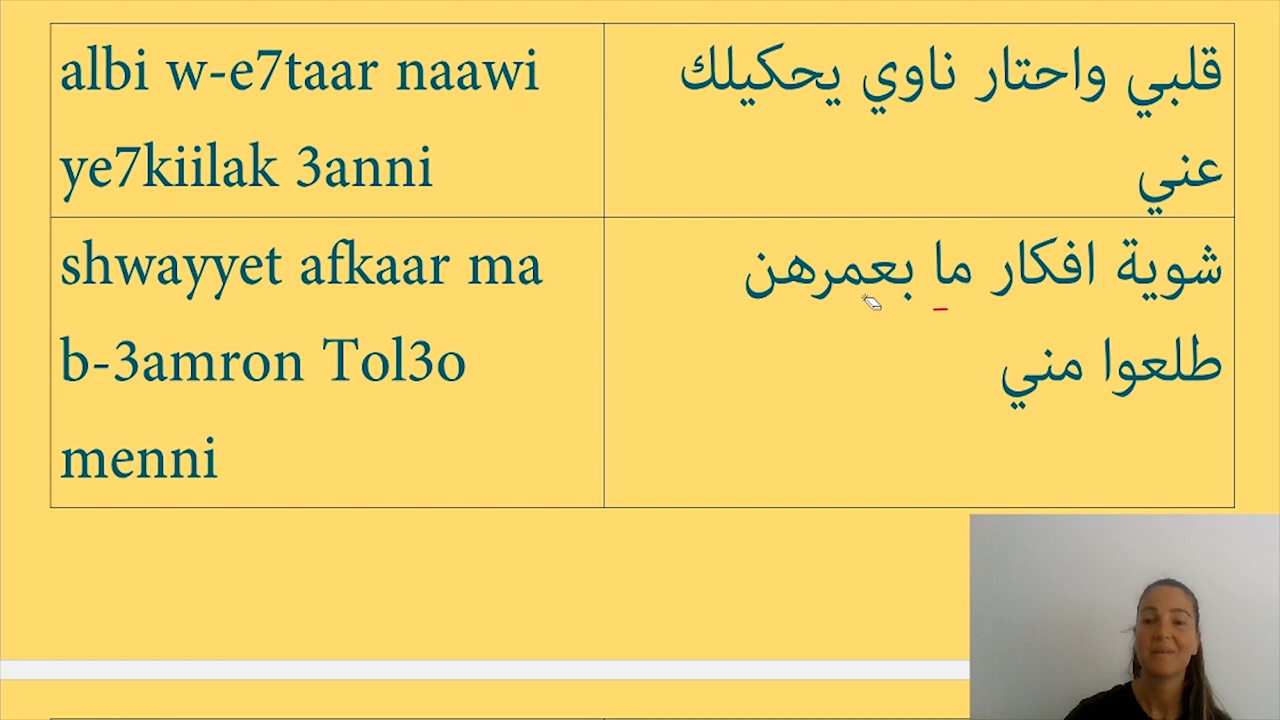 albi w-e7taar naawi
ye7kiilak 3anni
قلبي واحتار ناوي يحكيلك
عني
shwayyet afkaar ma
b-3amron Tol3o
menni
شوية افكار ما بعمرهن
طلعوا مني